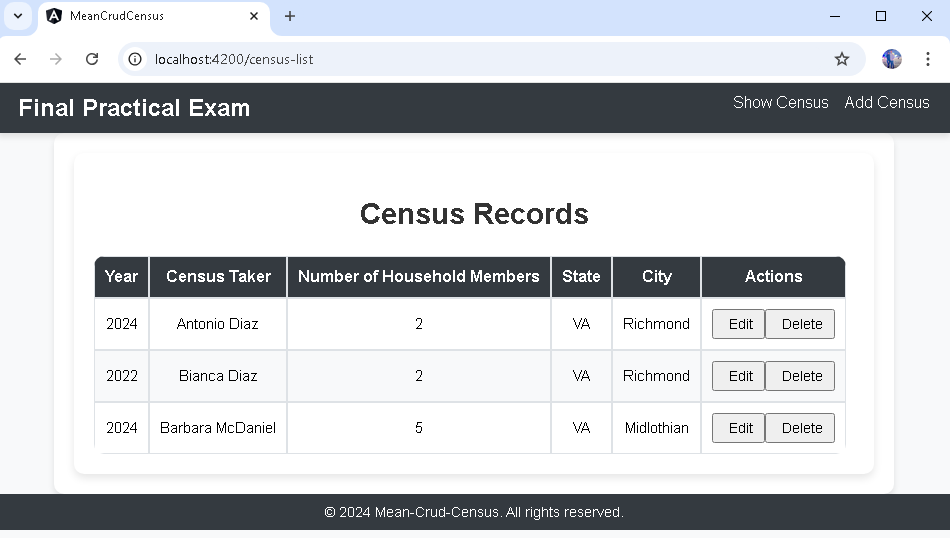 MeanCrudCensus
localhost:4200/census-list
Final Practical Exam Show Census Add Census
Census Records
Year Census Taker Number of Household Members State City Actions
2024 Antonio Diaz 2 VA Richmond Edit Delete
2022 Bianca Diaz 2 VA Richmond Edit Delete
2024 Barbara McDaniel 5 VA Midlothian Edit Delete
© 2024 Mean-Crud-Census. All rights reserved.